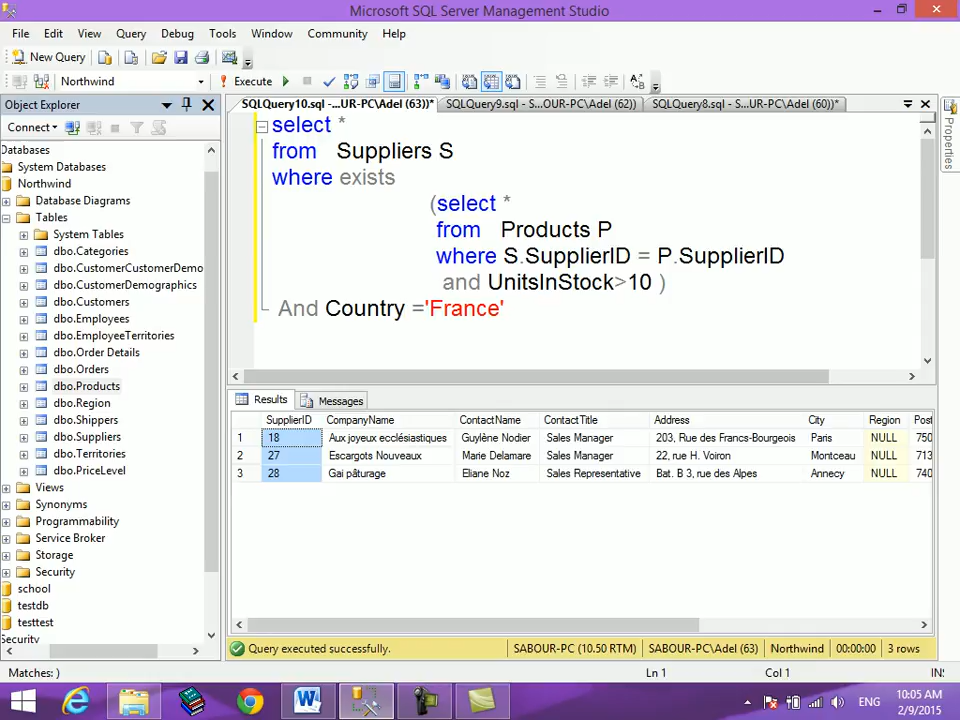 Microsoft SQL Server Management Studio
File Edit View Query Debug Tools Window Community Help
New Query
Northwind Execute
Object Explorer
SQLQuery10.sql -...UR-PC\Adel (63))* SQLQuery9.sql - S...OUR-PC\Adel (62)) SQLQuery8.sql - S...UR-PC\Adel (60))*
Connect
Properties
Databases
System Databases
Northwind
Database Diagrams
Tables
System Tables
dbo.Categories
dbo.CustomerCustomerDemo
dbo.CustomerDemographics
dbo.Customers
dbo.Employees
dbo.EmployeeTerritories
dbo.Order Details
dbo.Orders
dbo.Products
dbo.Region
dbo.Shippers
dbo.Suppliers
dbo.Territories
dbo.PriceLevel
Views
Synonyms
Programmability
Service Broker
Storage
Security
school
testdb
testtest
Security
select *
from Suppliers S
where exists
(select *
from Products P
where S.SupplierID = P.SupplierID
and UnitsInStock>10 )
And Country ='France'
Results Messages
SupplierID CompanyName ContactName ContactTitle Address City Region Post
1 18 Aux joyeux ecclésiastiques Guylène Nodier Sales Manager 203, Rue des Francs-Bourgeois Paris NULL 750
2 27 Escargots Nouveaux Marie Delamare Sales Manager 22, rue H. Voiron Montceau NULL 713
3 28 Gai pâturage Eliane Noz Sales Representative Bat. B 3, rue des Alpes Annecy NULL 740
Query executed successfully. SABOUR-PC (10.50 RTM) SABOUR-PC\Adel (63) Northwind 00:00:00 3 rows
Matches: ) Ln 1 Col 1 INS
ENG
10:05 AM
2/9/2015